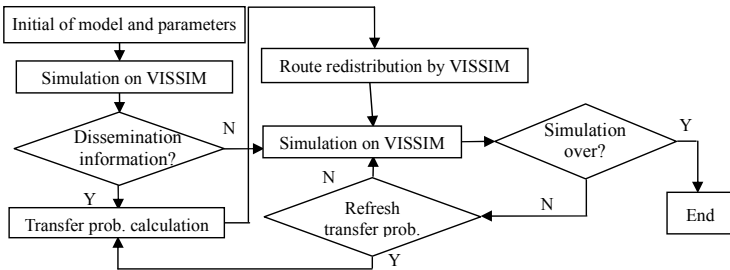 Initial of model and parameters
Simulation on VISSIM
Dissemination
information?
N
Y
Transfer prob. calculation
Route redistribution by VISSIM
Simulation on VISSIM
N
Refresh
transfer prob.
Y
Simulation
over?
Y
N
End